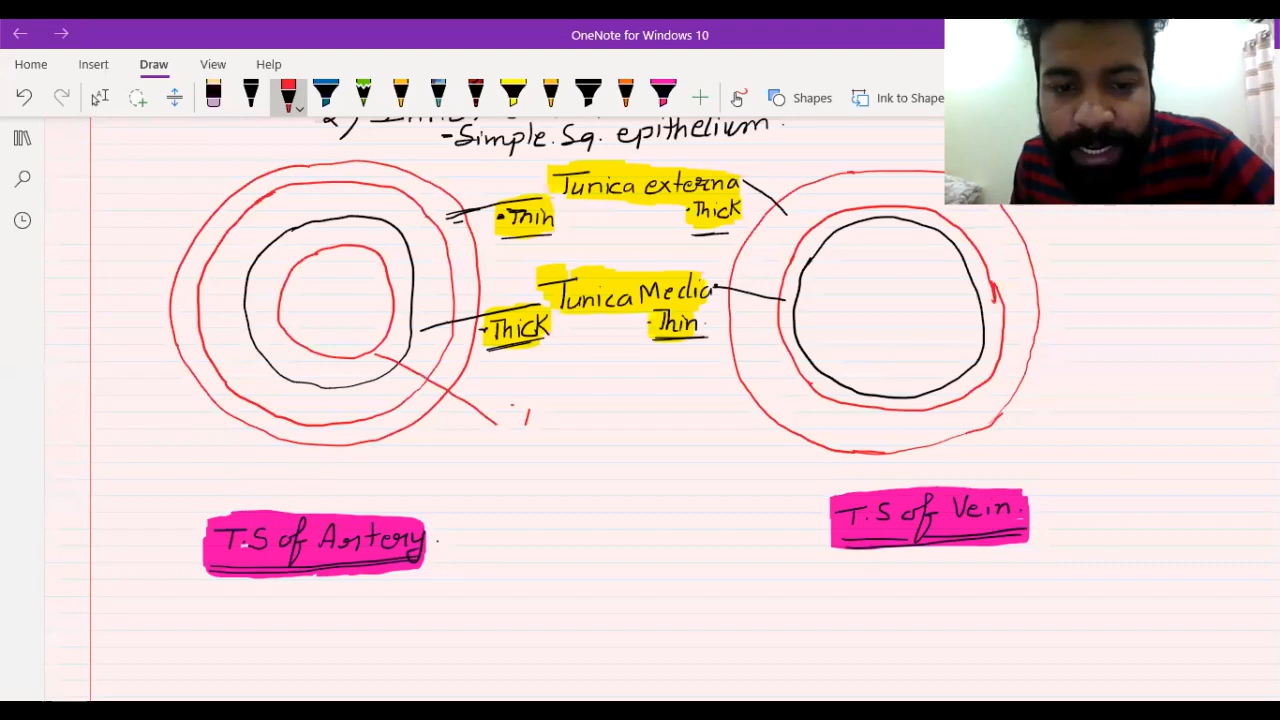 OneNote for Windows 10
Home Insert Draw View Help
Shapes Ink to Shape
- Simple. Sq. epithelium.
Tunica externa
• Thin • Thick
Tunica Media
• Thick • Thin.
T.S of Artery.
T.S of Vein.